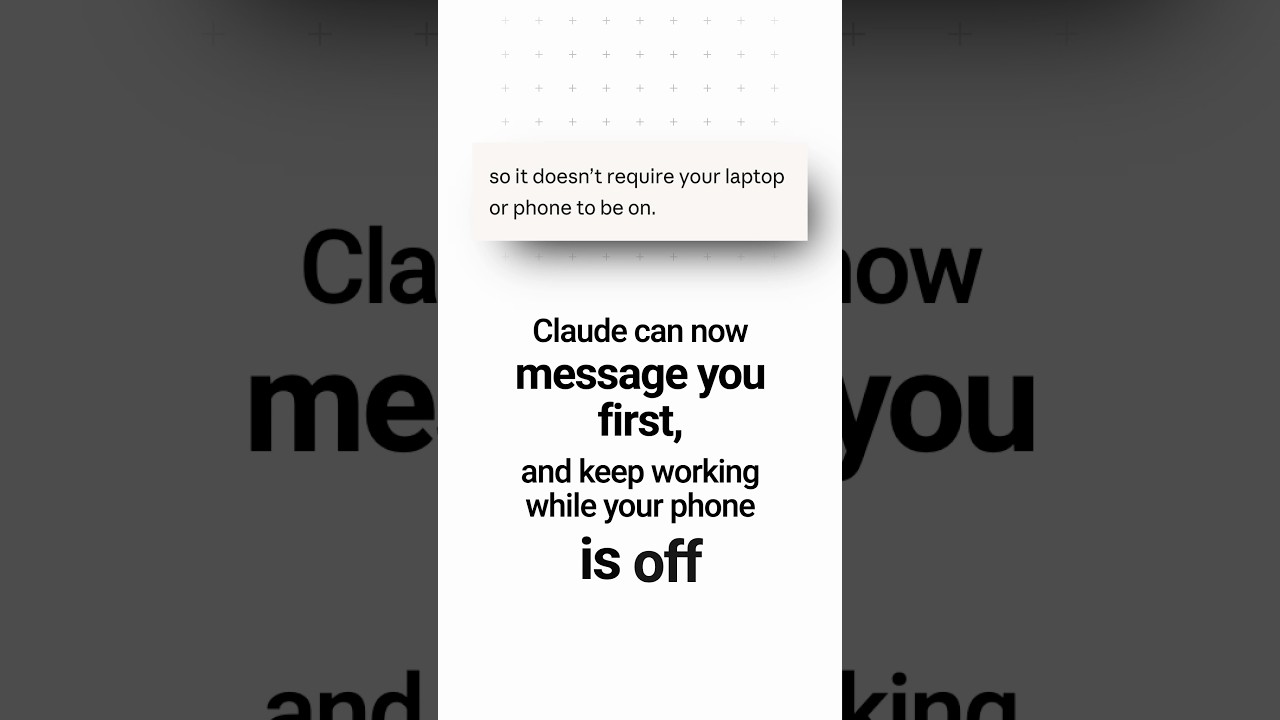 so it doesn’t require your laptop
or phone to be on.
Claude can now
message you
first,
and keep working
while your phone
is off